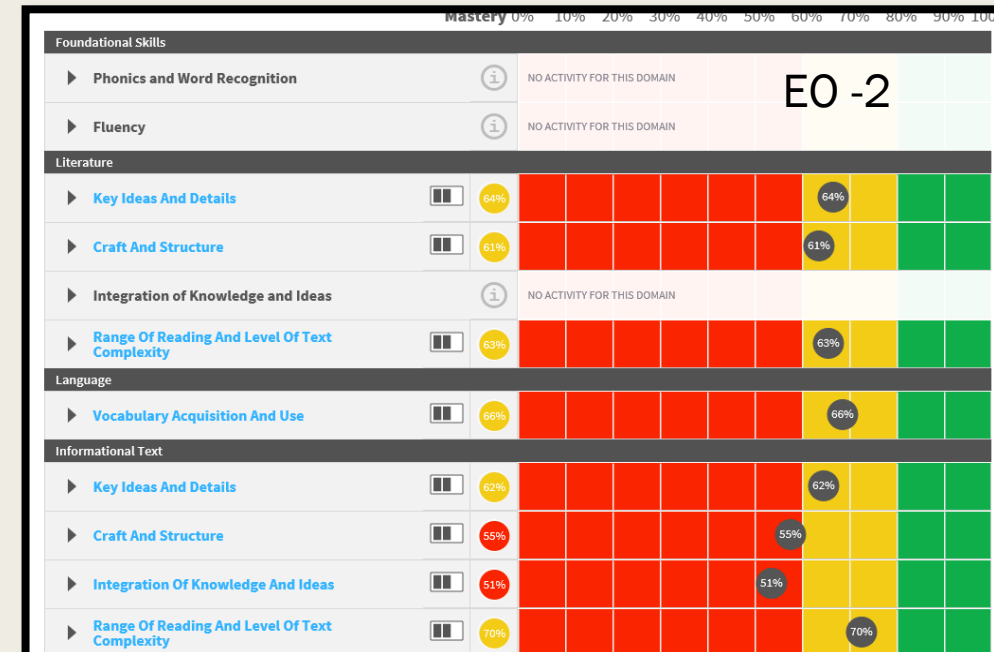 Mastery 0% 10% 20% 30% 40% 50% 60% 70% 80% 90% 100
Foundational Skills
Phonics and Word Recognition i NO ACTIVITY FOR THIS DOMAIN
E0 -2
Fluency i NO ACTIVITY FOR THIS DOMAIN
Literature
Key Ideas And Details 64% 64%
Craft And Structure 61% 61%
Integration of Knowledge and Ideas i NO ACTIVITY FOR THIS DOMAIN
Range Of Reading And Level Of Text
Complexity 63% 63%
Language
Vocabulary Acquisition And Use 66% 66%
Informational Text
Key Ideas And Details 62% 62%
Craft And Structure 55% 55%
Integration Of Knowledge And Ideas 51% 51%
Range Of Reading And Level Of Text
Complexity 70% 70%